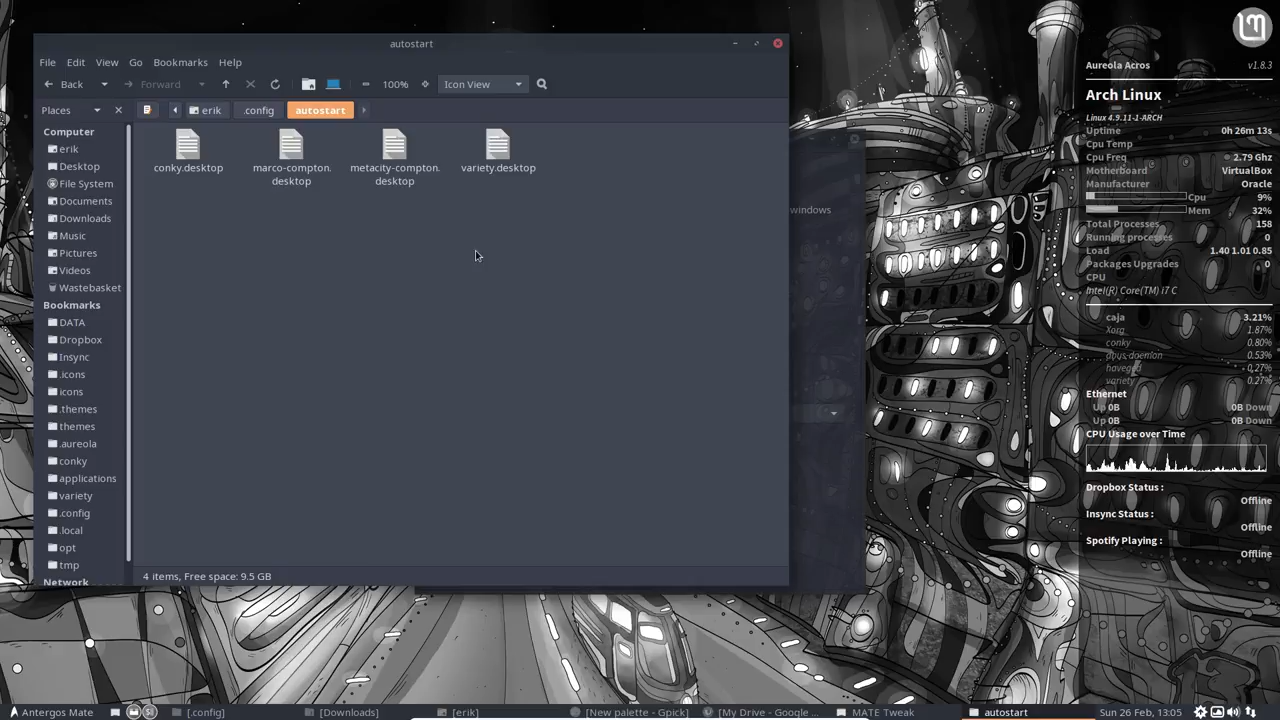 autostart
File Edit View Go Bookmarks Help
Back Forward 100% Icon View
Places erik .config autostart
Computer
erik
Desktop
File System
Documents
Downloads
Music
Pictures
Videos
Wastebasket
Bookmarks
DATA
Dropbox
Insync
.icons
icons
.themes
themes
.aureola
conky
applications
variety
.config
.local
opt
tmp
Network
conky.desktop
marco-compton.
desktop
metacity-compton.
desktop
variety.desktop
4 items, Free space: 9.5 GB
windows
Aureola Acros v1.8.3
Arch Linux
Linux 4.9.11-1-ARCH
Uptime 0h 26m 13s
Cpu Temp
Cpu Freq 2.79 Ghz
Motherboard VirtualBox
Manufacturer Oracle
Cpu 9%
Mem 32%
Total Processes 158
Running processes 0
Load 1.40 1.01 0.85
Packages Upgrades 0
CPU
Intel(R) Core(TM) i7 C
caja 3.21%
Xorg 1.87%
conky 0.80%
dbus-daemon 0.53%
haveged 0.27%
variety 0.27%
Ethernet
Up 0B 0B Down
Up 0B 0B Down
CPU Usage over Time
Dropbox Status :
Offline
Insync Status :
Offline
Spotify Playing :
Offline
Antergos Mate [.config] [Downloads] [erik] [New palette - Gpick] [My Drive - Google ... MATE Tweak autostart Sun 26 Feb, 13:05